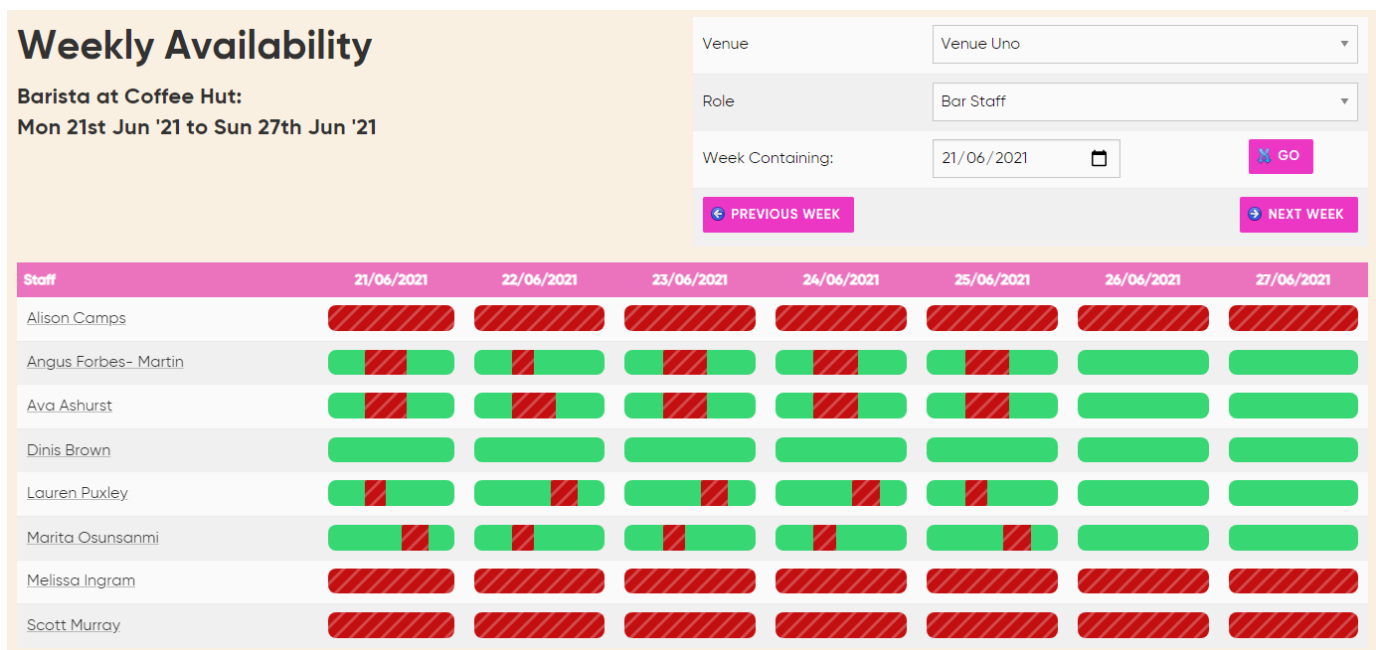 Weekly Availability
Barista at Coffee Hut:
Mon 21st Jun '21 to Sun 27th Jun '21
Venue Venue Uno
Role Bar Staff
Week Containing: 21/06/2021 GO
PREVIOUS WEEK NEXT WEEK
Staff 21/06/2021 22/06/2021 23/06/2021 24/06/2021 25/06/2021 26/06/2021 27/06/2021
Alison Camps
Angus Forbes- Martin
Ava Ashurst
Dinis Brown
Lauren Puxley
Marita Osunsanmi
Melissa Ingram
Scott Murray